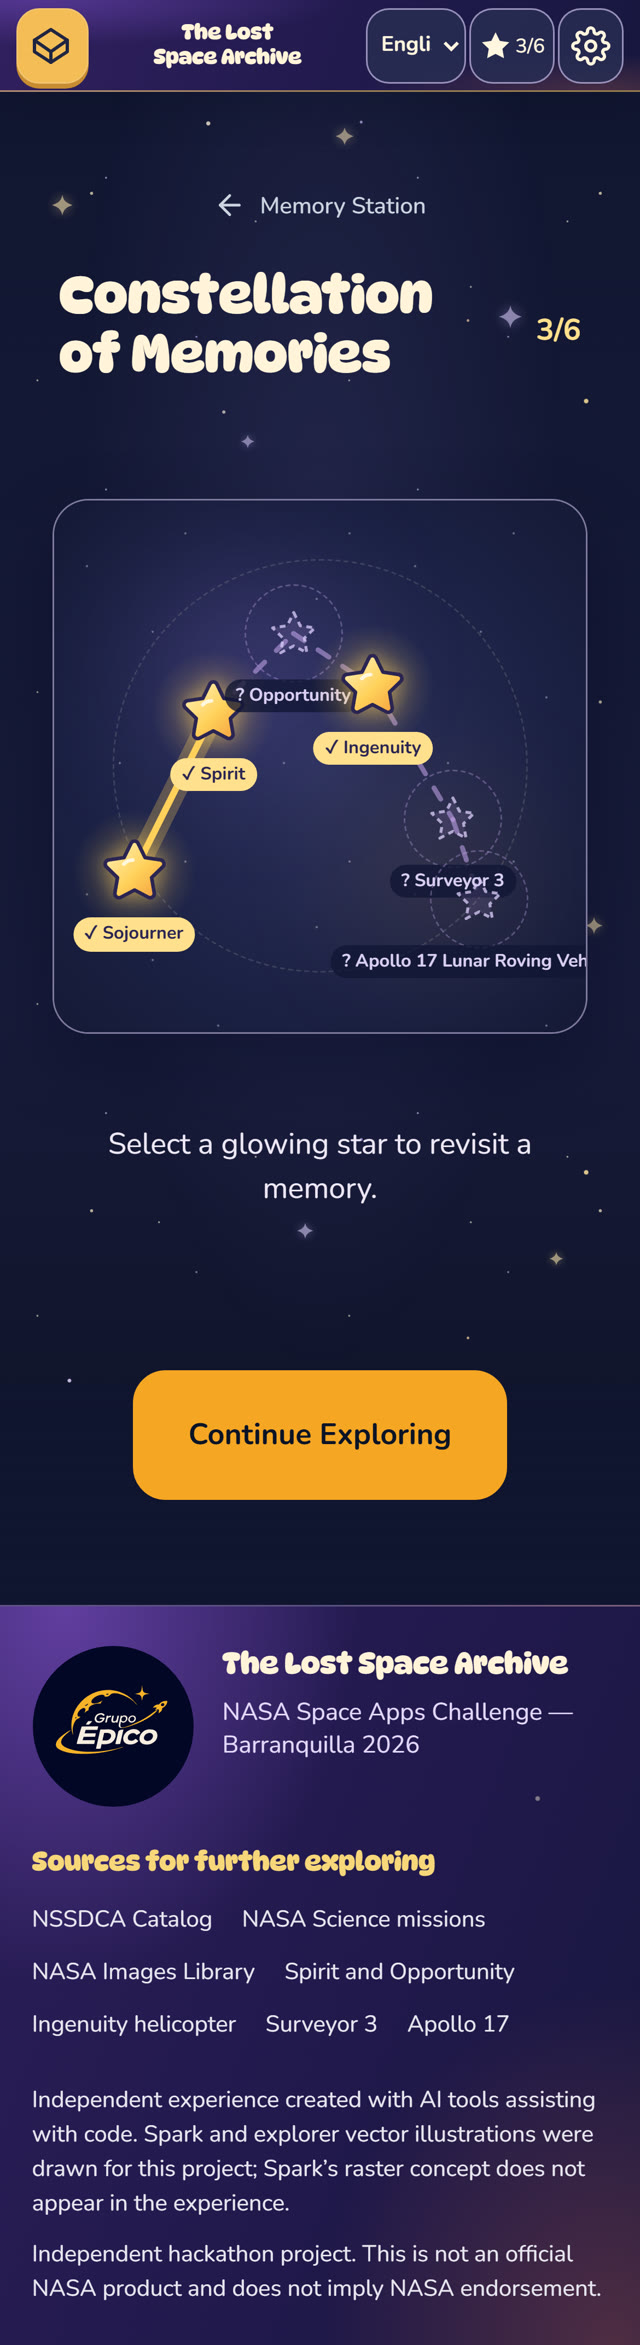 The Lost
Space Archive
Engli
3/6
Memory Station
Constellation
of Memories
3/6
? Opportunity
✓ Ingenuity
✓ Spirit
? Surveyor 3
✓ Sojourner
? Apollo 17 Lunar Roving Veh
Select a glowing star to revisit a
memory.
Continue Exploring
Grupo
Épico
The Lost Space Archive
NASA Space Apps Challenge —
Barranquilla 2026
Sources for further exploring
NSSDCA Catalog NASA Science missions
NASA Images Library Spirit and Opportunity
Ingenuity helicopter Surveyor 3 Apollo 17
Independent experience created with AI tools assisting
with code. Spark and explorer vector illustrations were
drawn for this project; Spark’s raster concept does not
appear in the experience.
Independent hackathon project. This is not an official
NASA product and does not imply NASA endorsement.